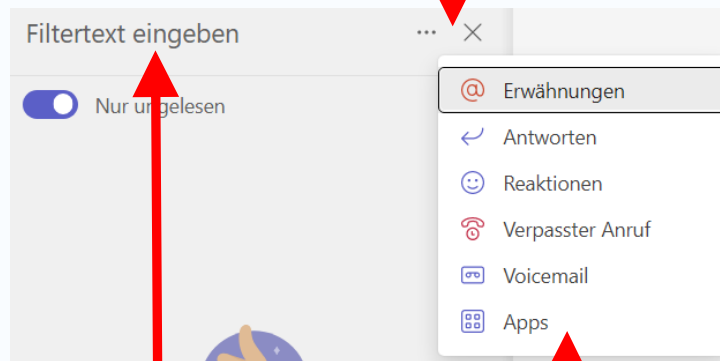 Filtertext eingeben
Nur ungelesen
Erwähnungen
Antworten
Reaktionen
Verpasster Anruf
Voicemail
Apps